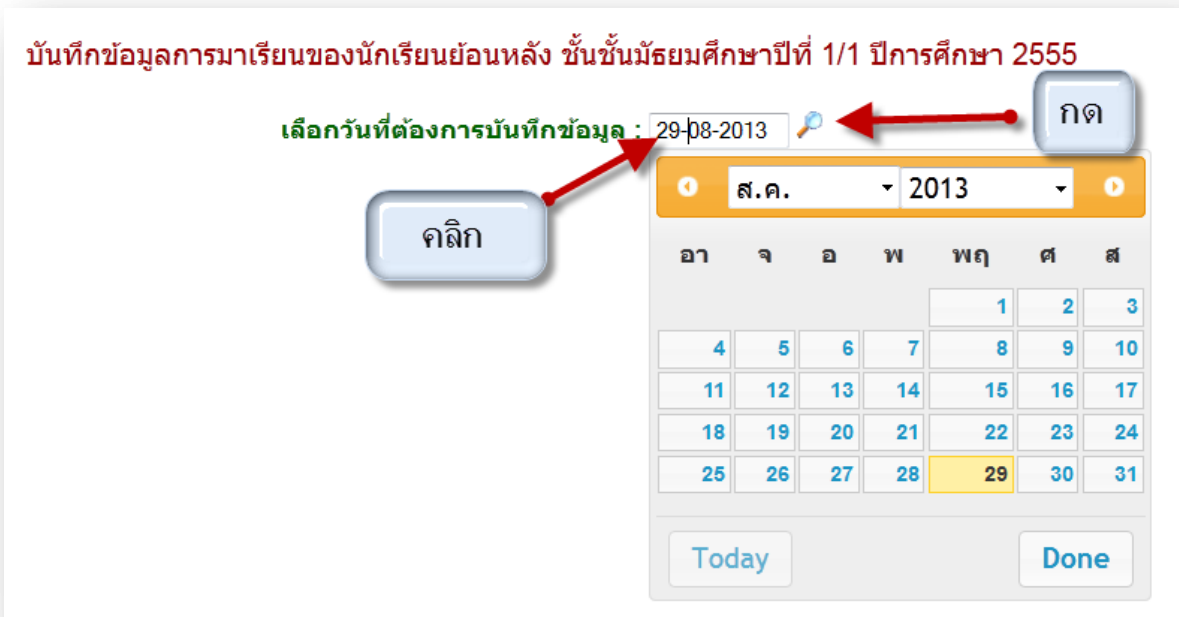 บันทึกข้อมูลการมาเรียนของนักเรียนย้อนหลัง ชั้นชั้นมัธยมศึกษาปีที่ 1/1 ปีการศึกษา 2555
กด
เลือกวันที่ต้องการบันทึกข้อมูล : 29-08-2013
คลิก
ส.ค. 2013
อา จ อ พ พฤ ศ ส
1 2 3
4 5 6 7 8 9 10
11 12 13 14 15 16 17
18 19 20 21 22 23 24
25 26 27 28 29 30 31
Today Done